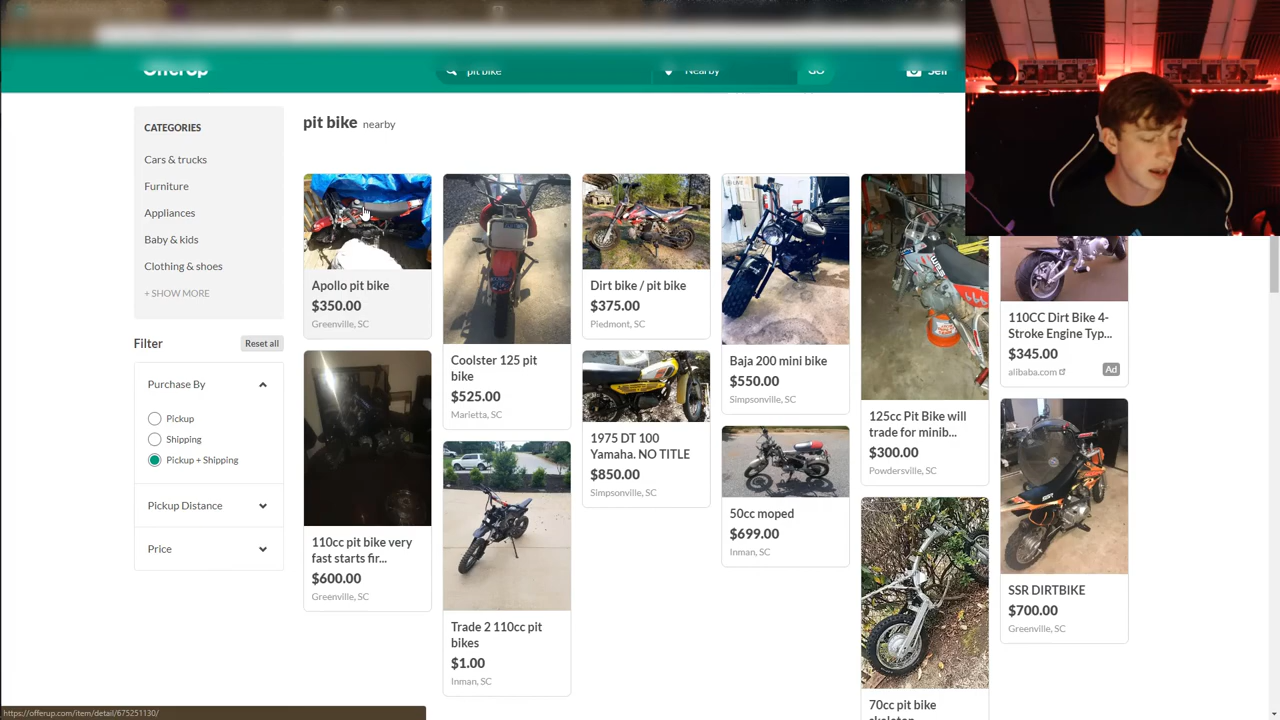 OfferUp
pit bike
Nearby
GO
Sell
CATEGORIES
Cars & trucks
Furniture
Appliances
Baby & kids
Clothing & shoes
+ SHOW MORE
Filter
Reset all
Purchase By
Pickup
Shipping
Pickup + Shipping
Pickup Distance
Price
pit bike nearby
Apollo pit bike
$350.00
Greenville, SC
Coolster 125 pit
bike
$525.00
Marietta, SC
Dirt bike / pit bike
$375.00
Piedmont, SC
Baja 200 mini bike
$550.00
Simpsonville, SC
125cc Pit Bike will
trade for minib...
$300.00
Powdersville, SC
110CC Dirt Bike 4-
Stroke Engine Typ...
$345.00
alibaba.com
Ad
110cc pit bike very
fast starts fir...
$600.00
Greenville, SC
Trade 2 110cc pit
bikes
$1.00
Inman, SC
1975 DT 100
Yamaha. NO TITLE
$850.00
Simpsonville, SC
50cc moped
$699.00
Inman, SC
70cc pit bike
SSR DIRTBIKE
$700.00
Greenville, SC
https://offerup.com/item/detail/675251130/